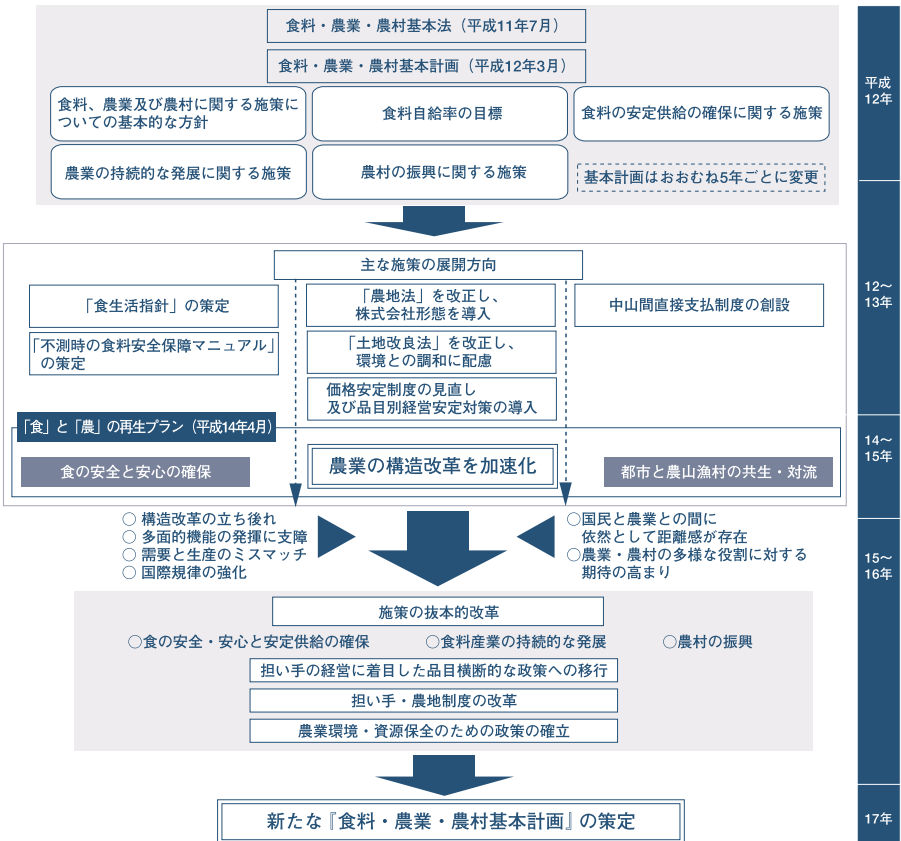 食料・農業・農村基本法（平成11年7月）
食料・農業・農村基本計画（平成12年3月）
食料、農業及び農村に関する施策に
ついての基本的な方針
食料自給率の目標
食料の安定供給の確保に関する施策
農業の持続的な発展に関する施策
農村の振興に関する施策
基本計画はおおむね5年ごとに変更
平成
12年
主な施策の展開方向
「食生活指針」の策定
「不測時の食料安全保障マニュアル」
の策定
「農地法」を改正し、
株式会社形態を導入
「土地改良法」を改正し、
環境との調和に配慮
価格安定制度の見直し
及び品目別経営安定対策の導入
中山間直接支払制度の創設
12～
13年
「食」と「農」の再生プラン（平成14年4月）
食の安全と安心の確保
農業の構造改革を加速化
都市と農山漁村の共生・対流
14～
15年
○ 構造改革の立ち後れ
○ 多面的機能の発揮に支障
○ 需要と生産のミスマッチ
○ 国際規律の強化
○国民と農業との間に
依然として距離感が存在
○農業・農村の多様な役割に対する
期待の高まり
15～
16年
施策の抜本的改革
○食の安全・安心と安定供給の確保
○食料産業の持続的な発展
○農村の振興
担い手の経営に着目した品目横断的な政策への移行
担い手・農地制度の改革
農業環境・資源保全のための政策の確立
新たな『食料・農業・農村基本計画』の策定
17年